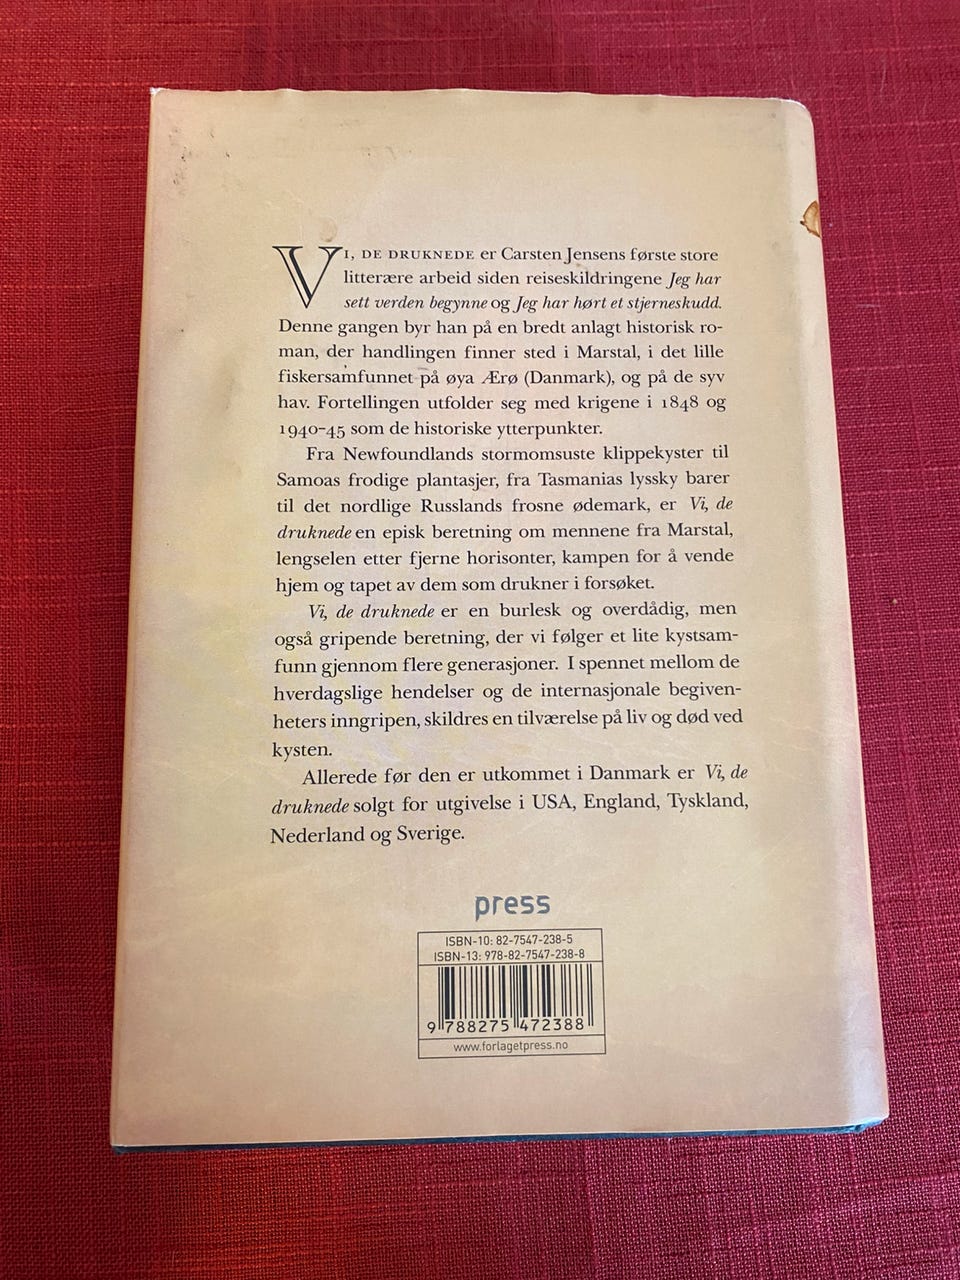 VI, DE DRUKNEDE er Carsten Jensens første store
litterære arbeid siden reiseskildringene Jeg har
sett verden begynne og Jeg har hørt et stjerneskudd.
Denne gangen byr han på en bredt anlagt historisk ro-
man, der handlingen finner sted i Marstal, i det lille
fiskersamfunnet på øya Ærø (Danmark), og på de syv
hav. Fortellingen utfolder seg med krigene i 1848 og
1940–45 som de historiske ytterpunkter.
Fra Newfoundlands stormomsuste klippekyster til
Samoas frodige plantasjer, fra Tasmanias lyssky barer
til det nordlige Russlands frosne ødemark, er Vi, de
druknede en episk beretning om mennene fra Marstal,
lengselen etter fjerne horisonter, kampen for å vende
hjem og tapet av dem som drukner i forsøket.
Vi, de druknede er en burlesk og overdådig, men
også gripende beretning, der vi følger et lite kystsam-
funn gjennom flere generasjoner. I spennet mellom de
hverdagslige hendelser og de internasjonale begiven-
heters inngripen, skildres en tilværelse på liv og død ved
kysten.
Allerede før den er utkommet i Danmark er Vi, de
druknede solgt for utgivelse i USA, England, Tyskland,
Nederland og Sverige.
press
ISBN-10: 82-7547-238-5
ISBN-13: 978-82-7547-238-8
9 788275 472388
www.forlagetpress.no